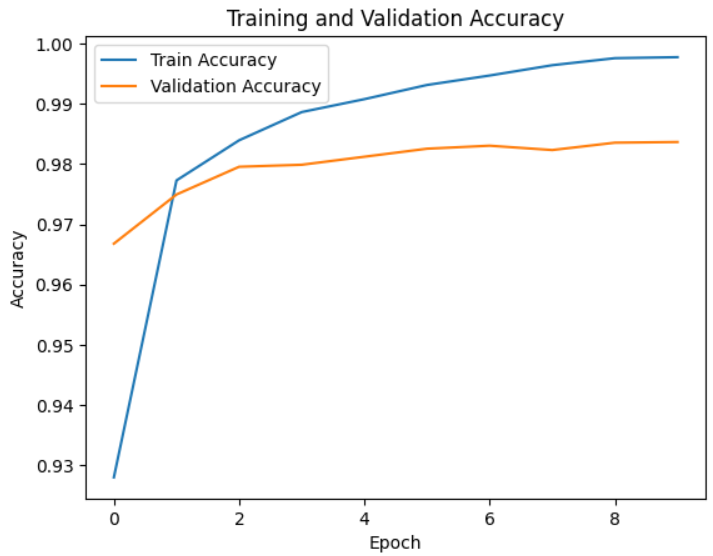 Training and Validation Accuracy
Train Accuracy
Validation Accuracy
1.00
0.99
0.98
0.97
0.96
0.95
0.94
0.93
Accuracy
0 2 4 6 8
Epoch